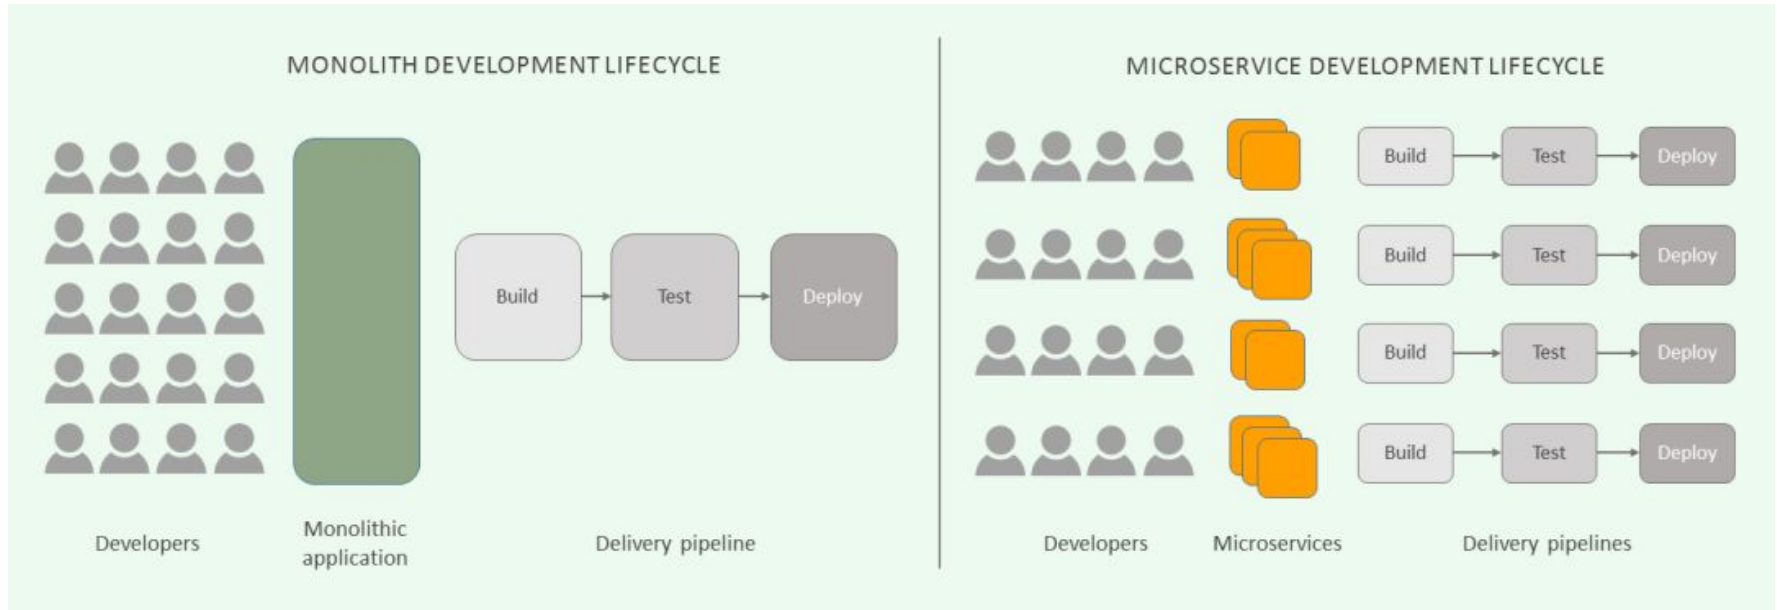 MONOLITH DEVELOPMENT LIFECYCLE
Build
Test
Deploy
Developers
Monolithic
application
Delivery pipeline
MICROSERVICE DEVELOPMENT LIFECYCLE
Build
Test
Deploy
Build
Test
Deploy
Build
Test
Deploy
Build
Test
Deploy
Developers
Microservices
Delivery pipelines